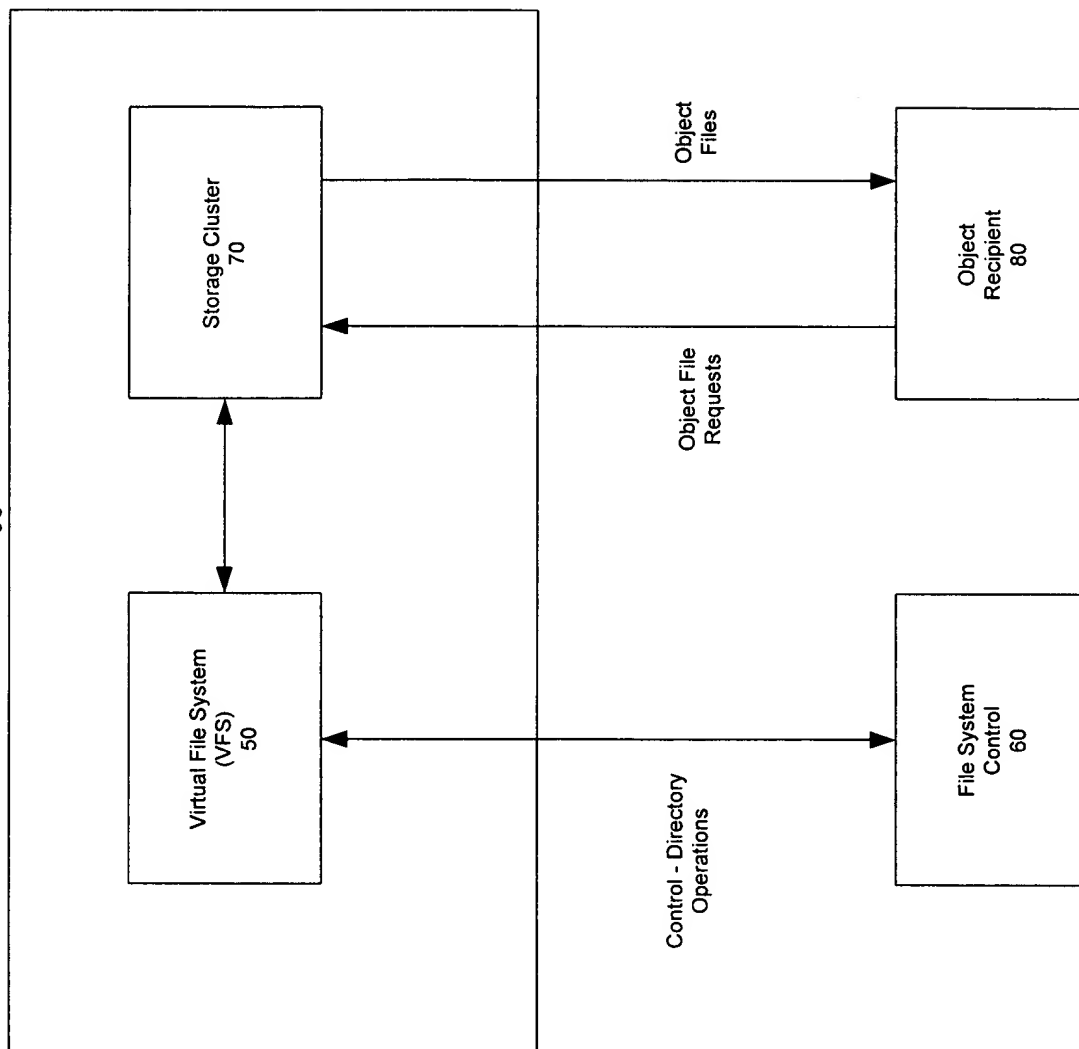 Virtual File System
(VFS)
50
Storage Cluster
70
Control - Directory
Operations
Object File
Requests
Object
Files
File System
Control
60
Object
Recipient
80